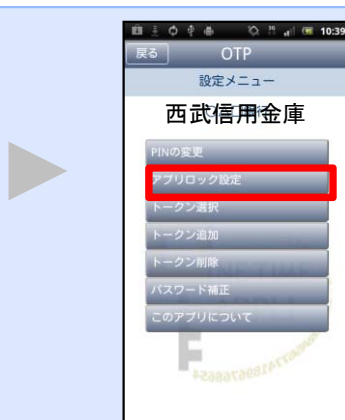 10:39
戻る OTP
設定メニュー
西武信用金庫
PINの変更
アプリロック設定
トークン選択
トークン追加
トークン削除
パスワード補正
このアプリについて